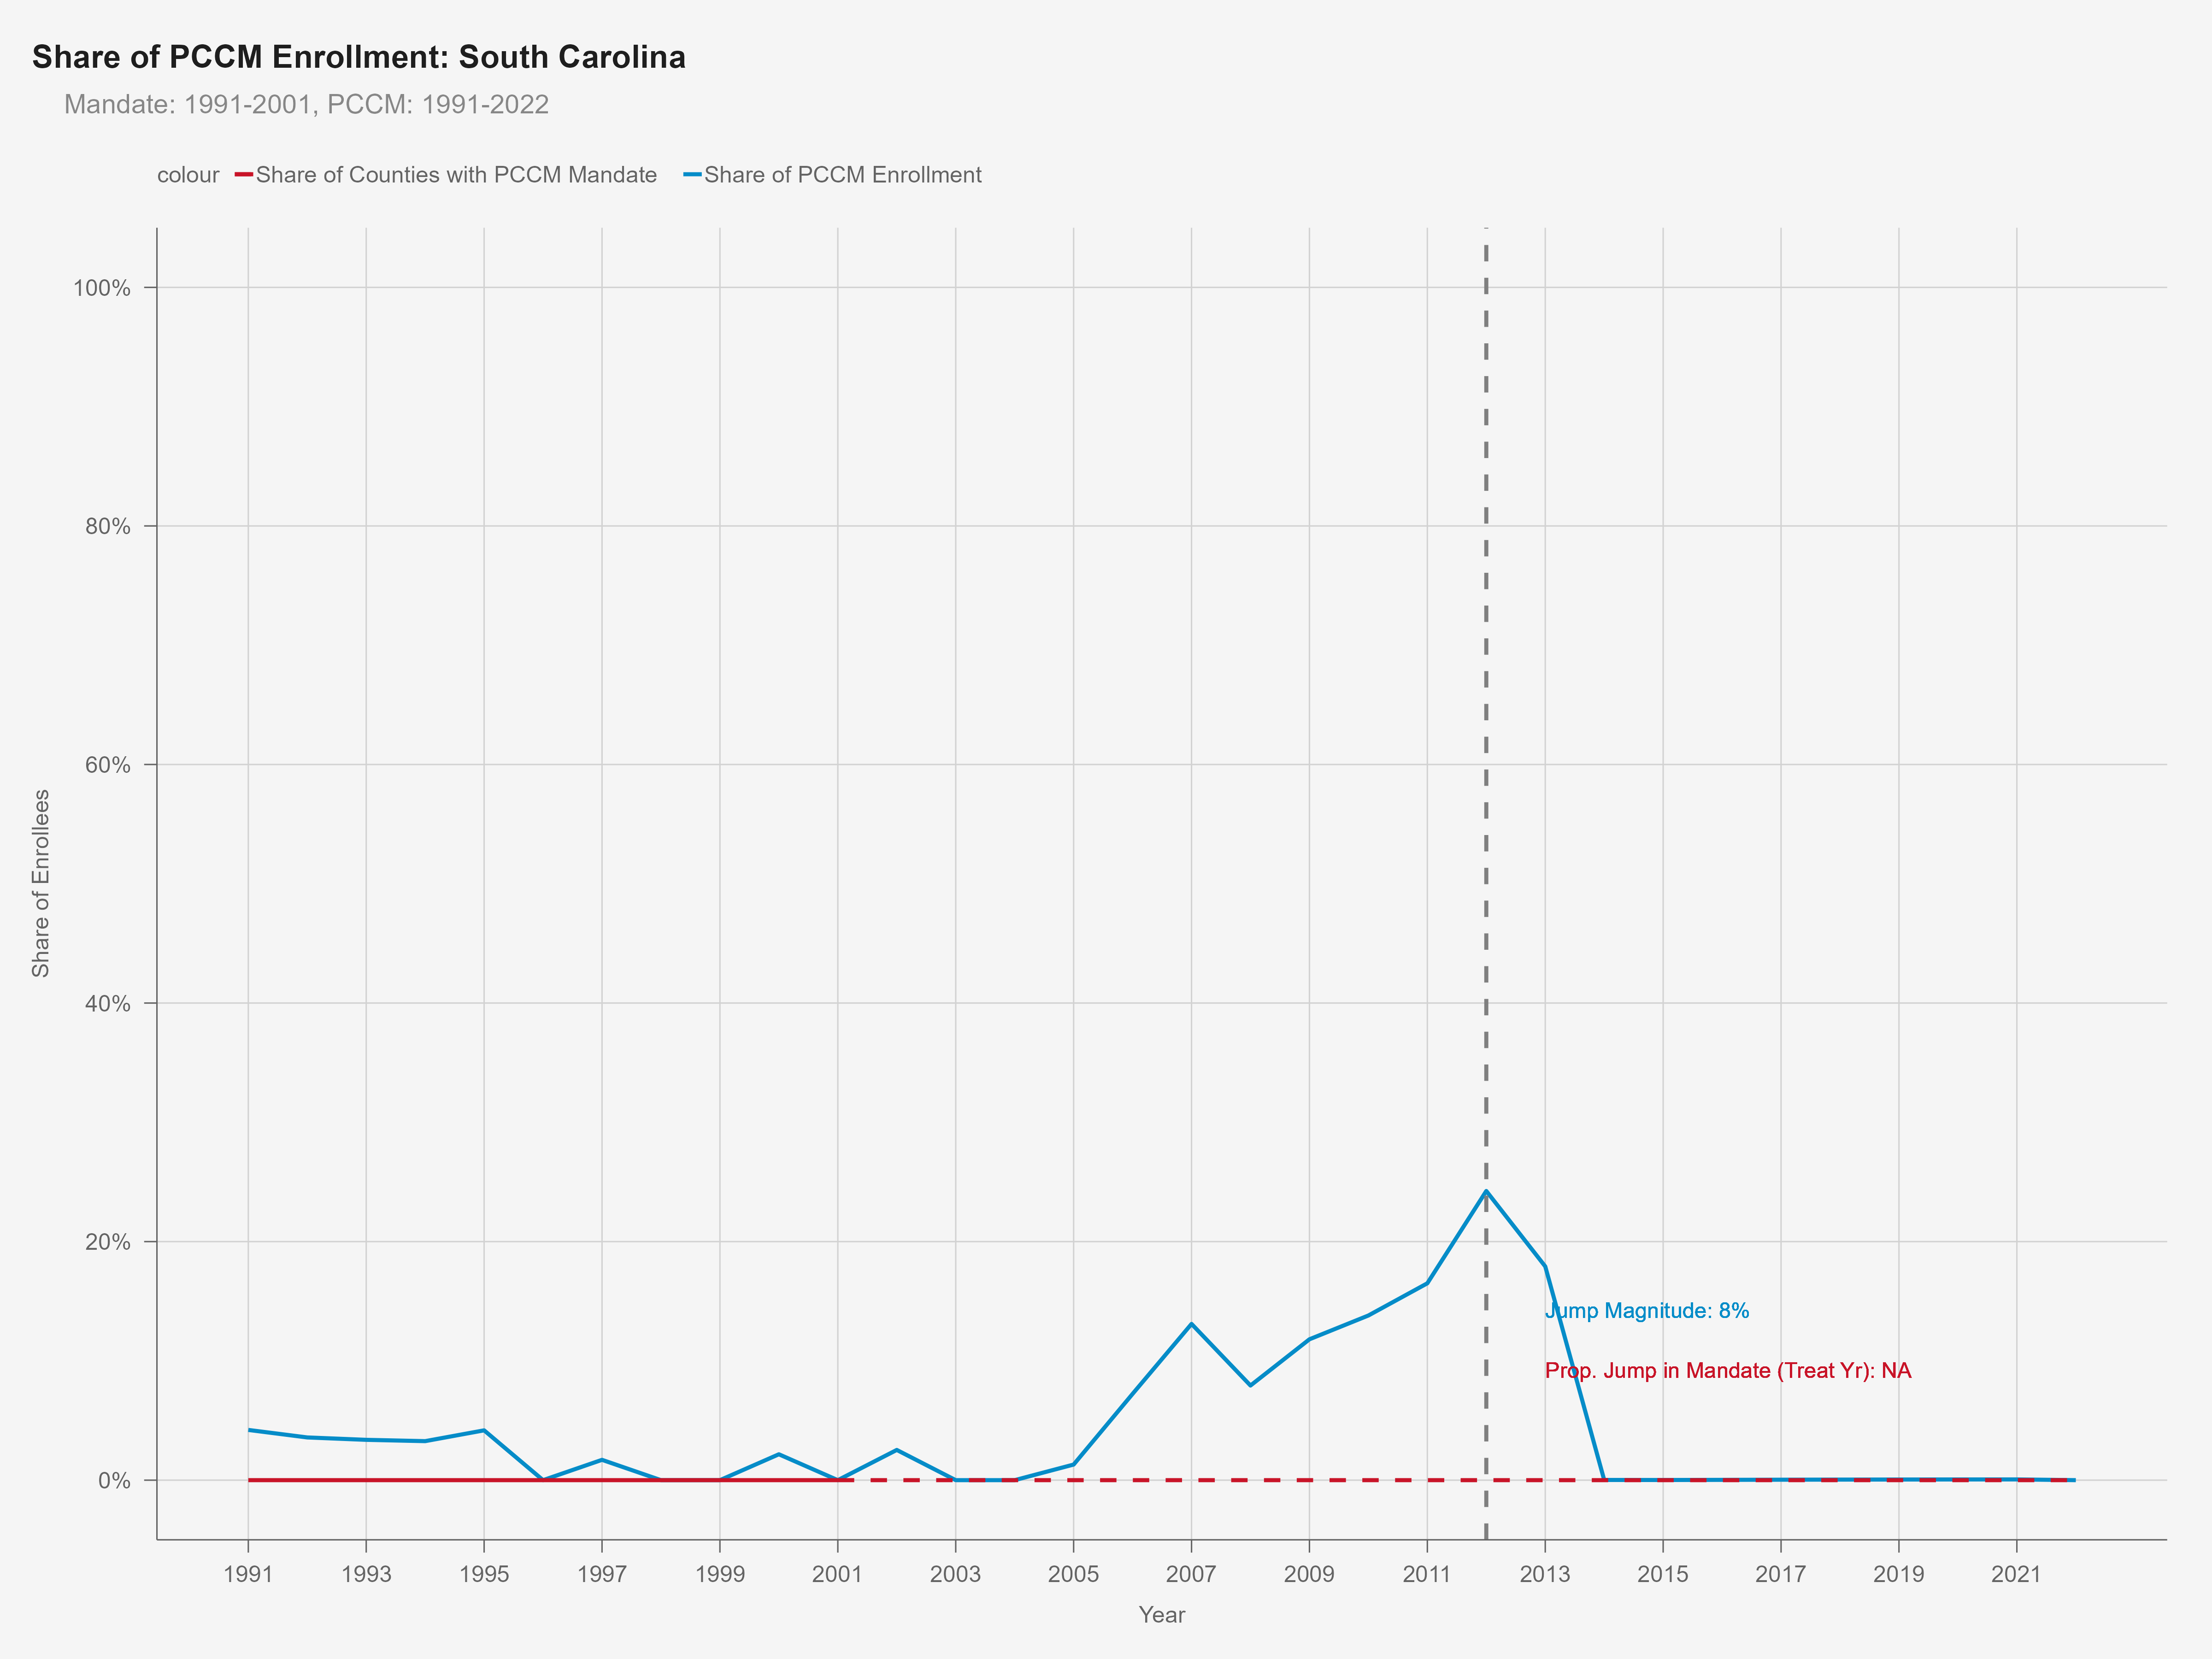 Share of PCCM Enrollment: South Carolina
Mandate: 1991-2001, PCCM: 1991-2022
colour Share of Counties with PCCM Mandate Share of PCCM Enrollment
100%
80%
60%
40%
20%
0%
Share of Enrollees
Jump Magnitude: 8%
Prop. Jump in Mandate (Treat Yr): NA
1991 1993 1995 1997 1999 2001 2003 2005 2007 2009 2011 2013 2015 2017 2019 2021
Year